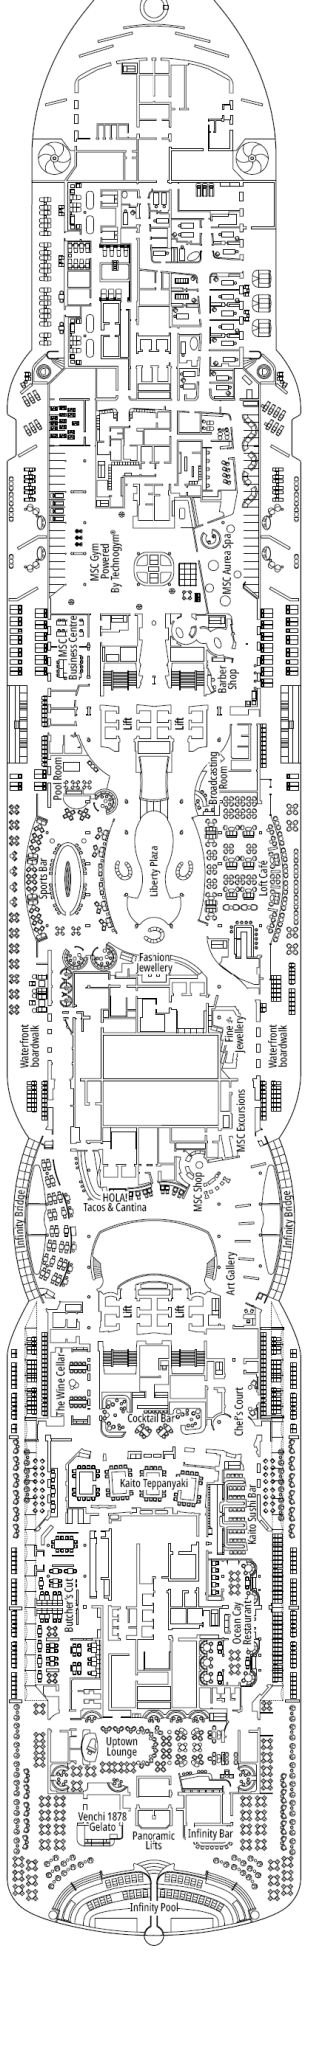 MSC Gym
Powered
By Technogym®
MSC Aurea Spa
MSC
Business Centre
Barber
Shop
Lift
Lift
Pool Room
Broadcasting
Room
Liberty Plaza
Sports Bar
Loft Café
Fashion
Jewellery
Waterfront
boardwalk
Fine
Jewellery
Waterfront
boardwalk
MSC Excursions
HOLA!
Tacos & Cantina
MSC Shop
Infinity Bridge
Infinity Bridge
Art Gallery
Lift
Lift
The Wine Cellar
Cocktail Bar
Chef's Court
Kaito Teppanyaki
Kaito Sushi Bar
Butcher's Cut
Ocean Cay
Restaurant
Uptown
Lounge
Venchi 1878
Gelato
Panoramic
Lifts
Infinity Bar
Infinity Pool